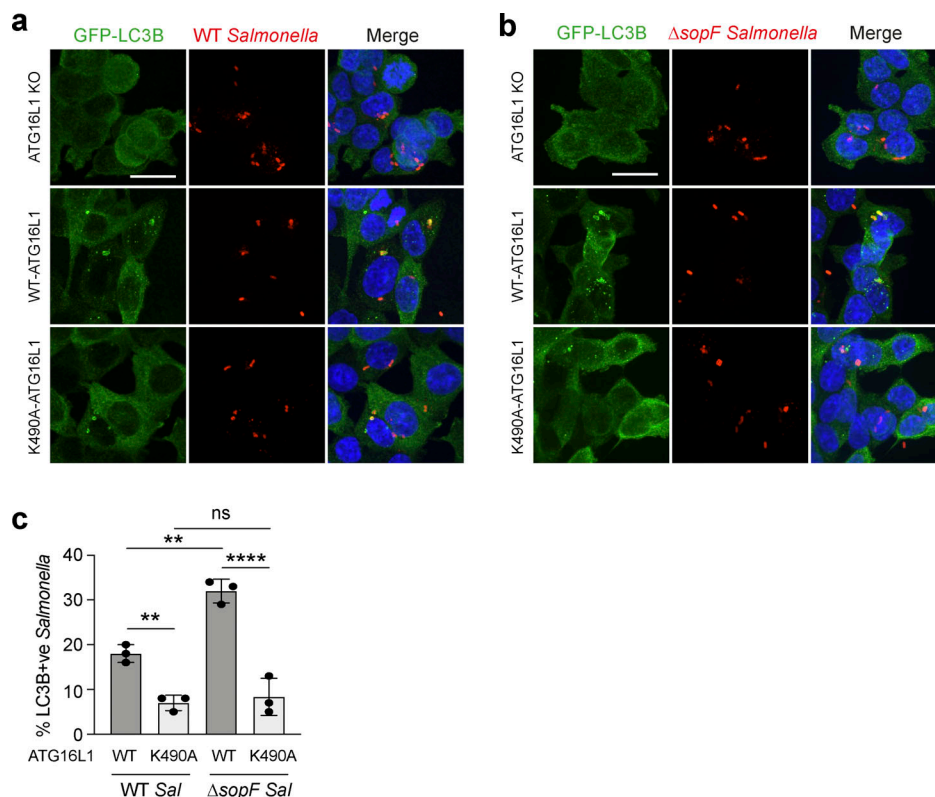 a
GFP-LC3B WT Salmonella Merge
ATG16L1 KO
WT-ATG16L1
K490A-ATG16L1
b
GFP-LC3B ΔsopF Salmonella Merge
ATG16L1 KO
WT-ATG16L1
K490A-ATG16L1
c
ns
** ****
**
% LC3B+ve Salmonella
40
30
20
10
0
ATG16L1 WT K490A WT K490A
WT Sal ΔsopF Sal